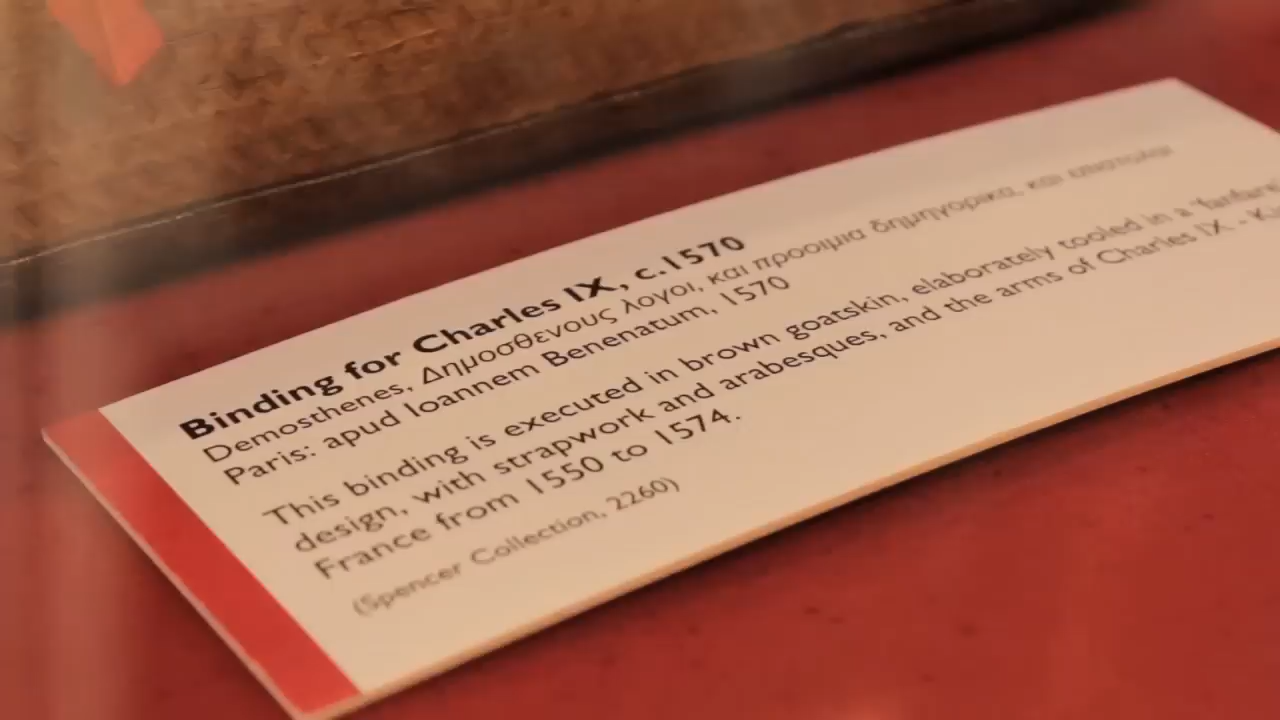 Binding for Charles IX, c.1570
Demosthenes, Δημοσθενους λογοι, και προοιμια δημηγορικα, και επιστολαι
Paris: apud Ioannem Benenatum, 1570
This binding is executed in brown goatskin, elaborately tooled in a 'fanfare'
design, with strapwork and arabesques, and the arms of Charles IX -
France from 1550 to 1574.
(Spencer Collection, 2260)